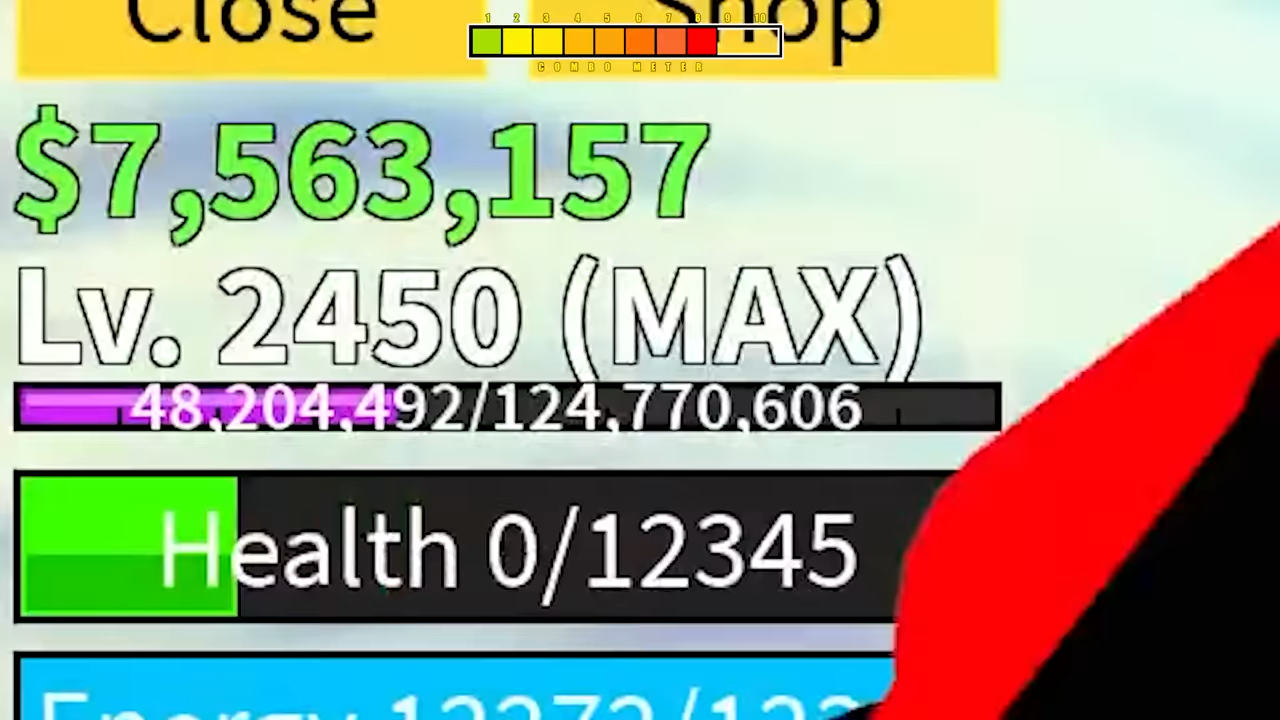 Close Shop
1 2 3 4 5 6 7 8 9 10
COMBO METER
$7,563,157
Lv. 2450 (MAX)
48,204,492/124,770,606
Health 0/12345
Energy